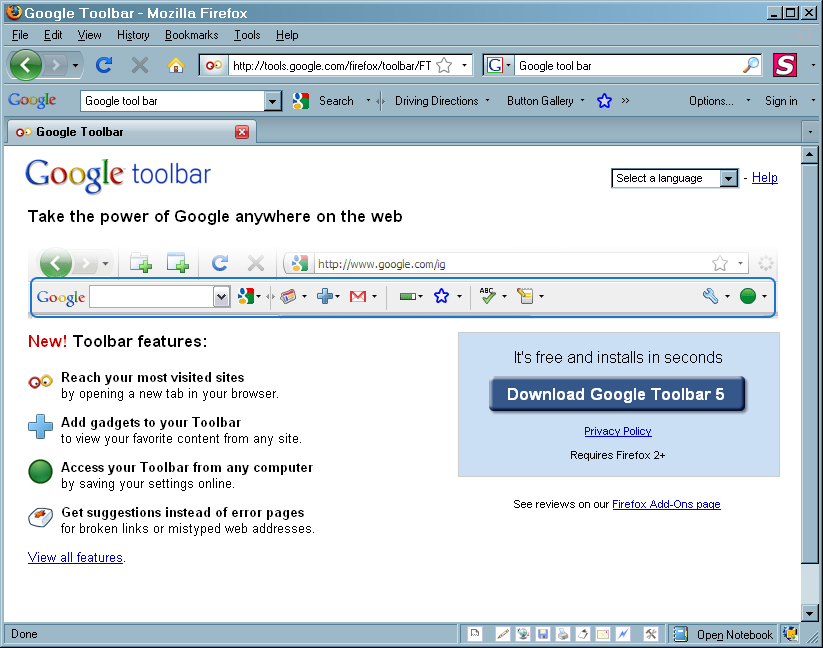 Google Toolbar - Mozilla Firefox
File Edit View History Bookmarks Tools Help
http://tools.google.com/firefox/toolbar/FT G Google tool bar S
Google Google tool bar Search Driving Directions Button Gallery » Options... Sign in
Google Toolbar
Google toolbar
Select a language - Help
Take the power of Google anywhere on the web
http://www.google.com/ig
Google ABC
New! Toolbar features:
Reach your most visited sites
by opening a new tab in your browser.
Add gadgets to your Toolbar
to view your favorite content from any site.
Access your Toolbar from any computer
by saving your settings online.
Get suggestions instead of error pages
for broken links or mistyped web addresses.
View all features.
It's free and installs in seconds
Download Google Toolbar 5
Privacy Policy
Requires Firefox 2+
See reviews on our Firefox Add-Ons page
Done Open Notebook